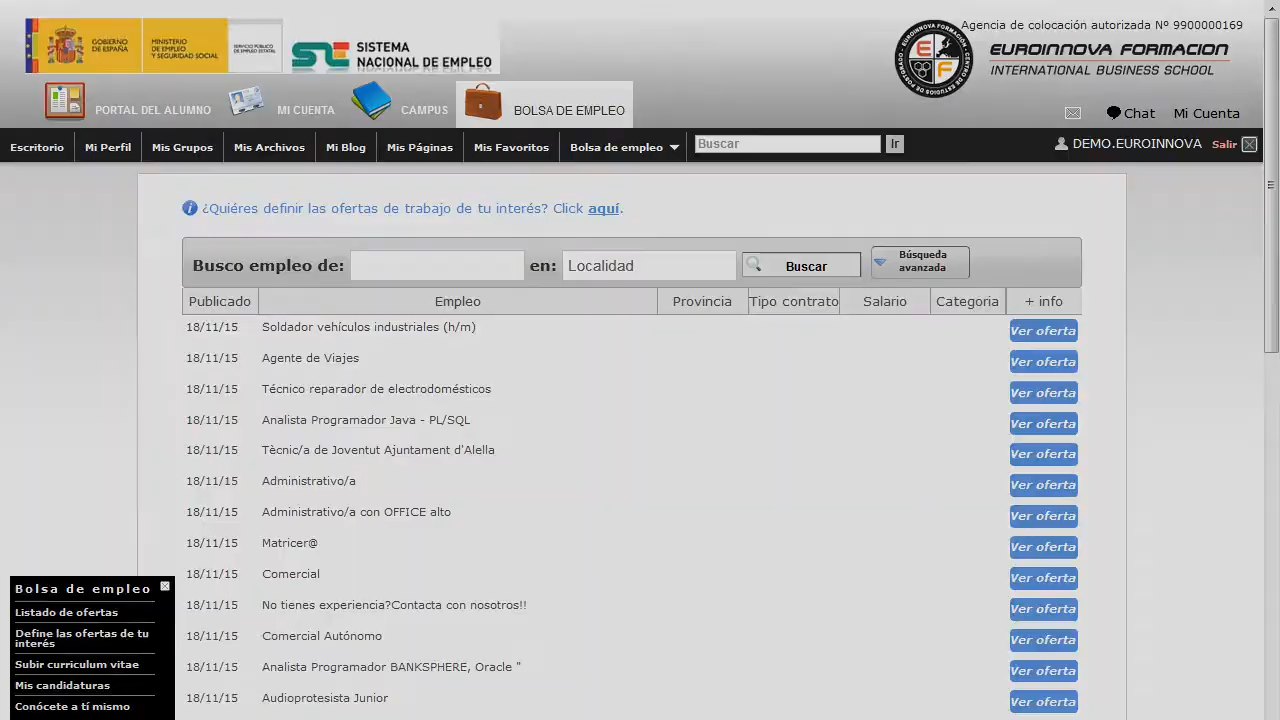 GOBIERNO DE ESPAÑA
MINISTERIO DE EMPLEO Y SEGURIDAD SOCIAL
SERVICIO PÚBLICO DE EMPLEO ESTATAL
SISTEMA NACIONAL DE EMPLEO
Agencia de colocación autorizada Nº 9900000169
EUROINNOVA FORMACION
INTERNATIONAL BUSINESS SCHOOL
PORTAL DEL ALUMNO MI CUENTA CAMPUS BOLSA DE EMPLEO
Chat Mi Cuenta
Escritorio Mi Perfil Mis Grupos Mis Archivos Mi Blog Mis Páginas Mis Favoritos Bolsa de empleo Buscar Ir DEMO.EUROINNOVA Salir
¿Quiéres definir las ofertas de trabajo de tu interés? Click aquí.
Busco empleo de: en: Localidad Buscar Búsqueda avanzada
Publicado Empleo Provincia Tipo contrato Salario Categoria + info
18/11/15 Soldador vehículos industriales (h/m) Ver oferta
18/11/15 Agente de Viajes Ver oferta
18/11/15 Técnico reparador de electrodomésticos Ver oferta
18/11/15 Analista Programador Java - PL/SQL Ver oferta
18/11/15 Tècnic/a de Joventut Ajuntament d'Alella Ver oferta
18/11/15 Administrativo/a Ver oferta
18/11/15 Administrativo/a con OFFICE alto Ver oferta
18/11/15 Matricer@ Ver oferta
18/11/15 Comercial Ver oferta
18/11/15 No tienes experiencia?Contacta con nosotros!! Ver oferta
18/11/15 Comercial Autónomo Ver oferta
18/11/15 Analista Programador BANKSPHERE, Oracle " Ver oferta
18/11/15 Audioprotesista Junior Ver oferta
Bolsa de empleo
Listado de ofertas
Define las ofertas de tu
interés
Subir curriculum vitae
Mis candidaturas
Conócete a tí mismo